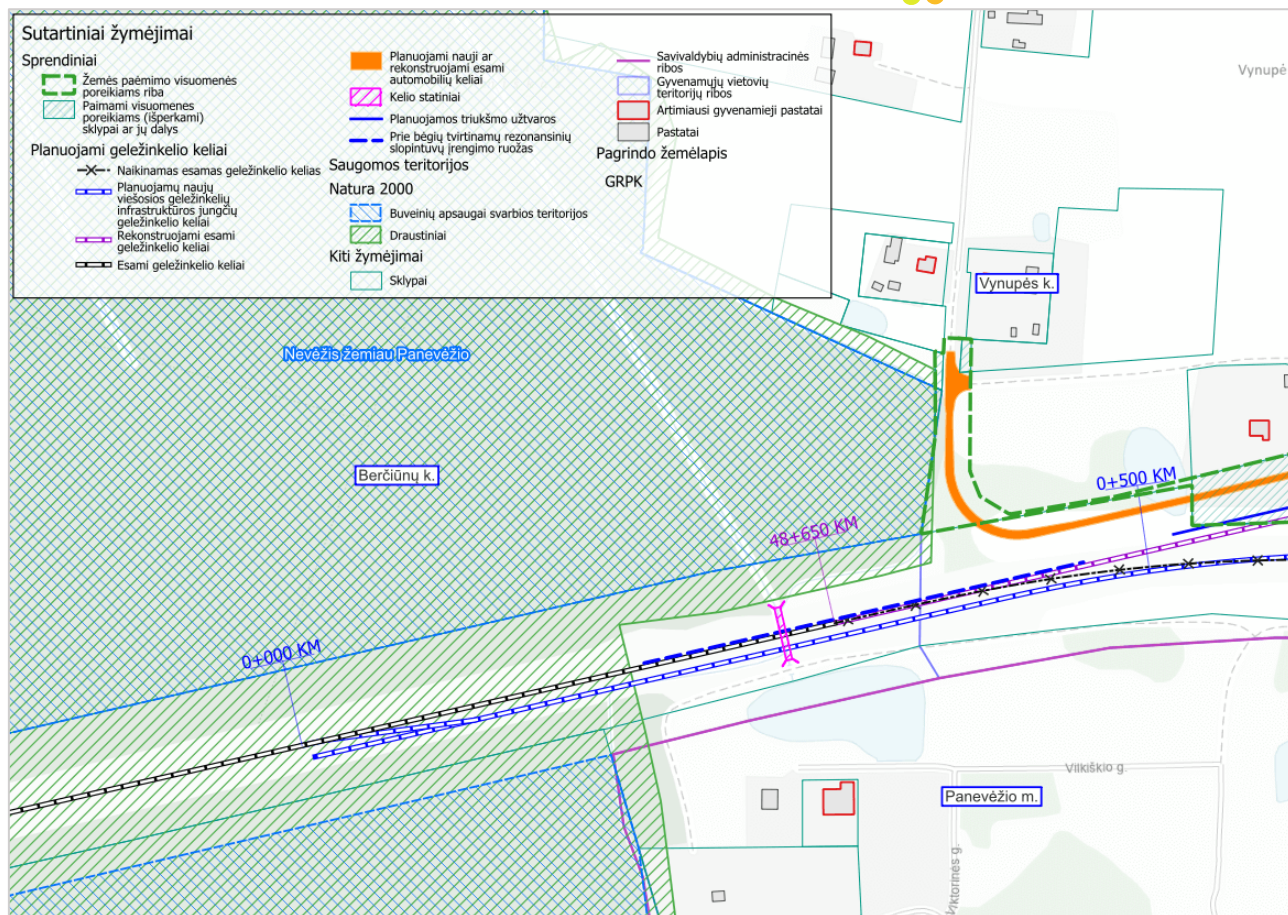 Sutartiniai žymėjimai
Sprendiniai
Žemės paėmimo visuomenės
poreikiams riba
Paimami visuomenes
poreikiams (išperkami)
sklypai ar jų dalys
Planuojami geležinkelio keliai
Naikinamas esamas geležinkelio kelias
Planuojamų naujų
viešosios geležinkelių
infrastruktūros jungčių
geležinkelio keliai
Rekonstruojami esami
geležinkelio keliai
Esami geležinkelio keliai
Planuojami nauji ar
rekonstruojami esami
automobilių keliai
Kelio statiniai
Planuojamos triukšmo užtvaros
Prie bėgių tvirtinamų rezonansinių
slopintuvų įrengimo ruožas
Saugomos teritorijos
Natura 2000
Buveinių apsaugai svarbios teritorijos
Draustiniai
Kiti žymėjimai
Sklypai
Savivaldybių administracinės
ribos
Gyvenamųjų vietovių
teritorijų ribos
Artimiausi gyvenamieji pastatai
Pastatai
Pagrindo žemėlapis
GRPK
Vynupė
Vynupės k.
Nevėžis žemiau Panevėžio
Berčiūnų k.
0+500 KM
48+650 KM
0+000 KM
Vilkiškio g.
Panevėžio m.
Viktorinės g.